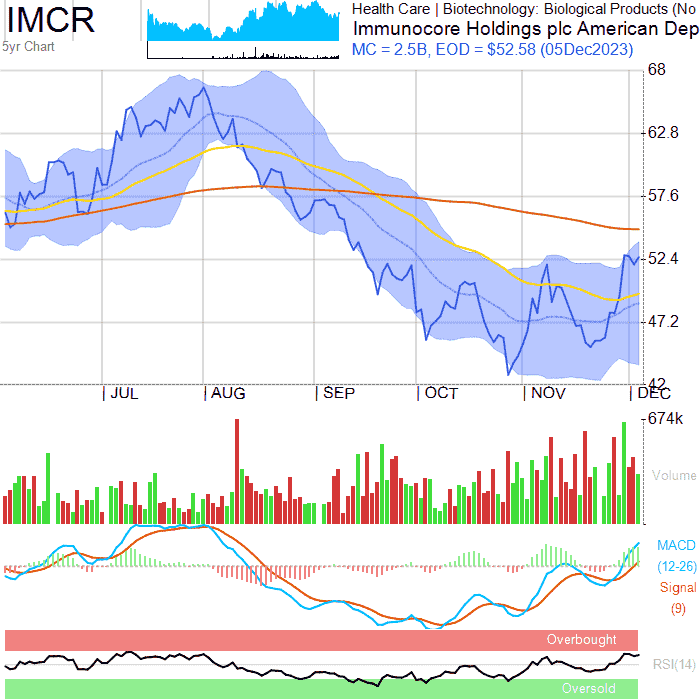 IMCR
5yr Chart
Health Care | Biotechnology: Biological Products (No
Immunocore Holdings plc American Dep
MC = 2.5B, EOD = $52.58 (05Dec2023)
68
62.8
57.6
52.4
47.2
42
JUL AUG SEP OCT NOV DEC
674k
Volume
MACD
(12-26)
Signal
(9)
Overbought
RSI(14)
Oversold